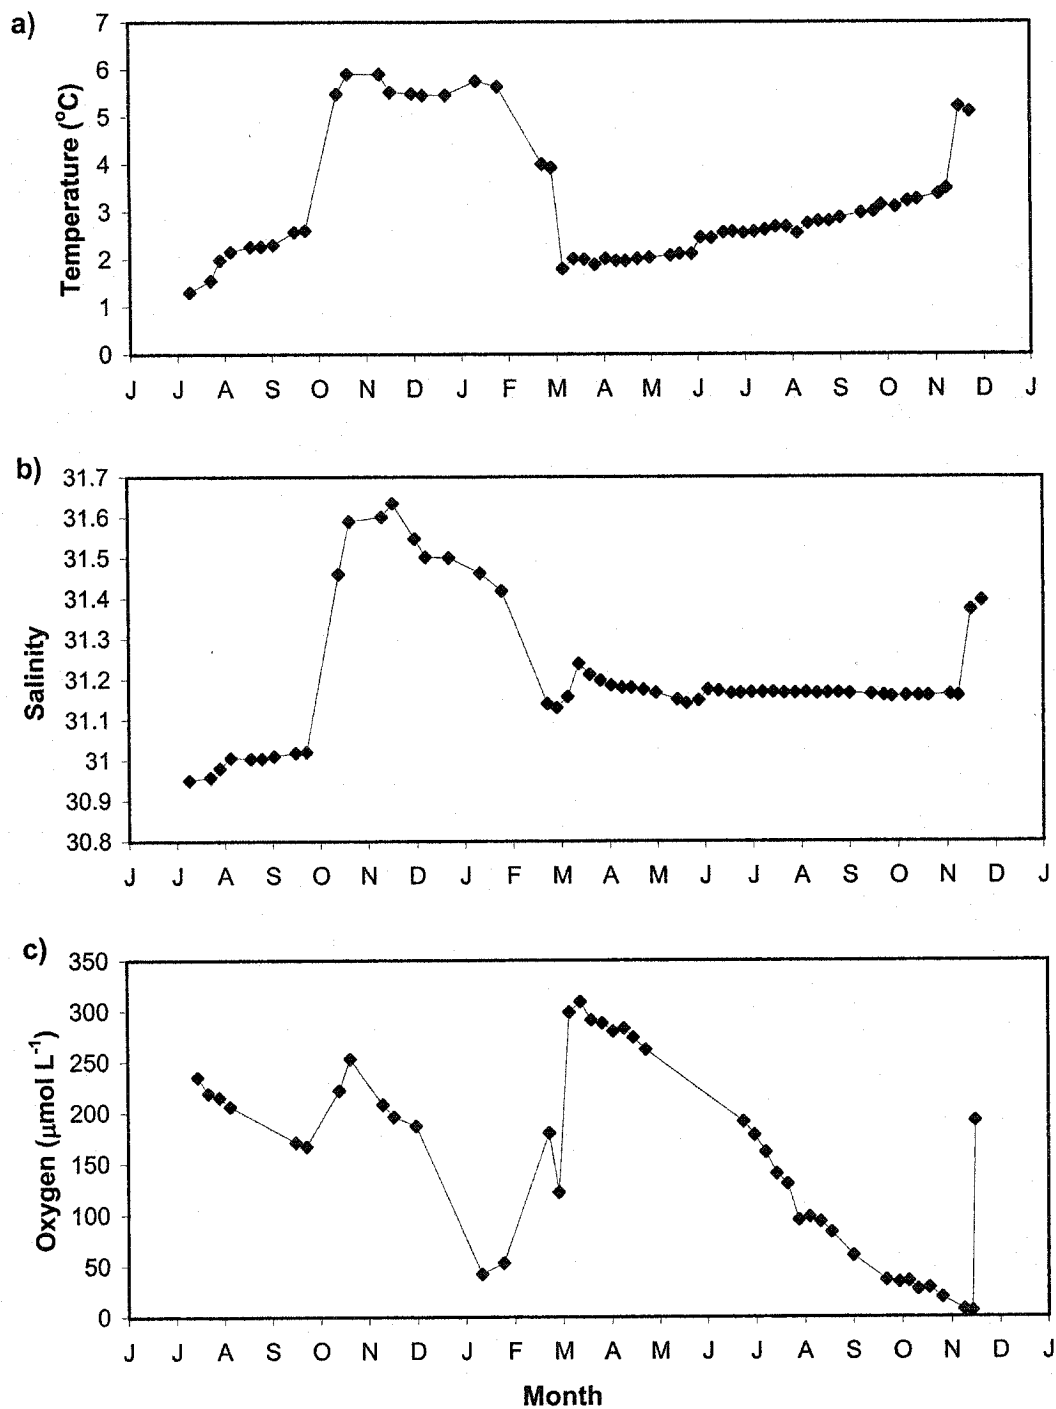 a)
Temperature (°C)
7
6
5
4
3
2
1
0
J J A S O N D J F M A M J J A S O N D J
b)
Salinity
31.7
31.6
31.5
31.4
31.3
31.2
31.1
31
30.9
30.8
J J A S O N D J F M A M J J A S O N D J
c)
Oxygen (μmol L⁻¹)
350
300
250
200
150
100
50
0
J J A S O N D J F M A M J J A S O N D J
Month